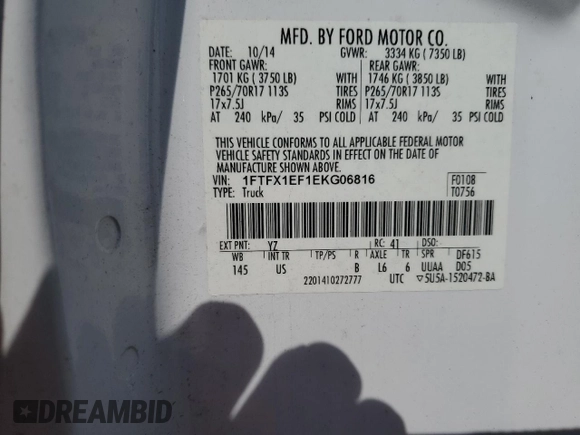 MFD. BY FORD MOTOR CO.
DATE: 10/14 GVWR: 3334 KG ( 7350 LB)
FRONT GAWR: REAR GAWR:
1701 KG ( 3750 LB) WITH 1746 KG ( 3850 LB) WITH
P265/70R17 113S TIRES P265/70R17 113S TIRES
17x7.5J RIMS 17x7.5J RIMS
AT 240 kPa/ 35 PSI COLD AT 240 kPa/ 35 PSI COLD
THIS VEHICLE CONFORMS TO ALL APPLICABLE FEDERAL MOTOR
VEHICLE SAFETY STANDARDS IN EFFECT ON THE DATE OF
MANUFACTURE SHOWN ABOVE.
VIN: 1FTFX1EF1EKG06816 F0108
TYPE: Truck T0756
EXT PNT: YZ RC: 41 DSO:
WB INT TR TP/PS R AXLE TR SPR DF615
145 US B L6 6 UUAA D05
2201410272777 UTC ▽5U5A-1520472-BA
DREAMBID